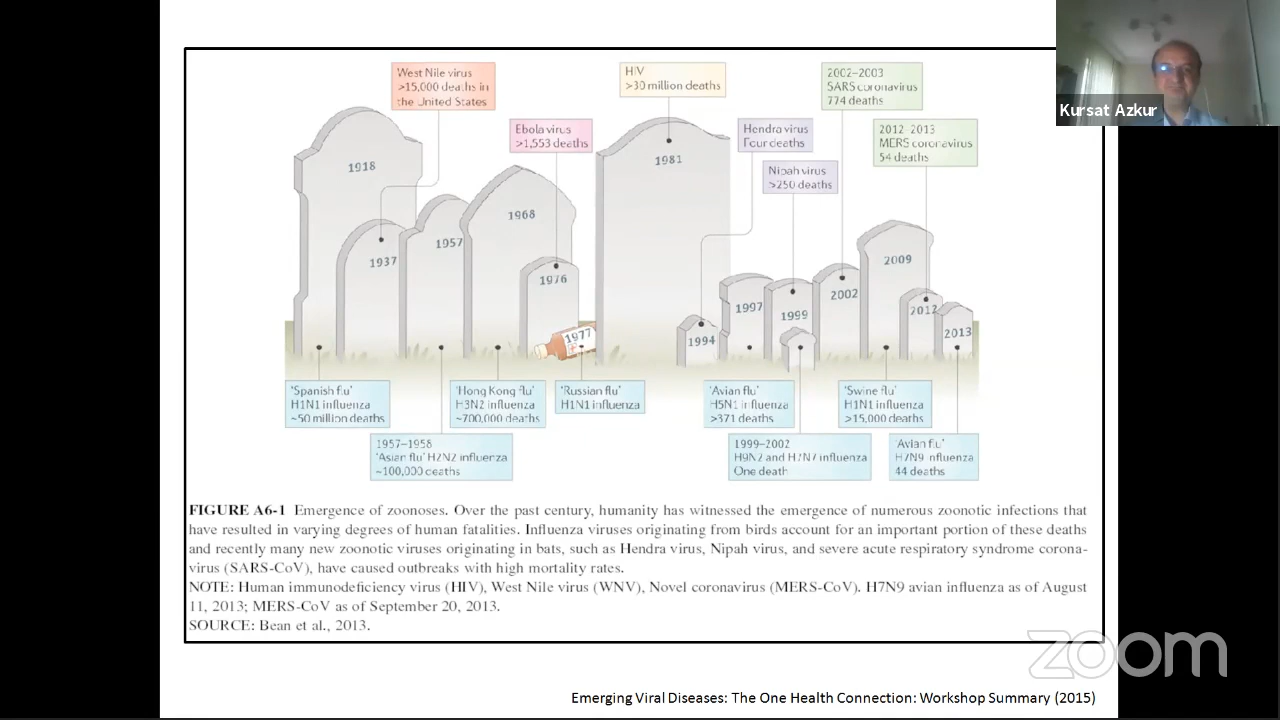 Kursat Azkur
West Nile virus
>15,000 deaths in
the United States
HIV
>30 million deaths
2002–2003
SARS coronavirus
774 deaths
Ebola virus
>1,553 deaths
Hendra virus
Four deaths
2012–2013
MERS coronavirus
54 deaths
Nipah virus
>250 deaths
1918
1937
1957
1968
1976
1977
1981
1994
1997
1999
2002
2009
2012
2013
'Spanish flu'
H1N1 influenza
~50 million deaths
1957–1958
'Asian flu' H2N2 influenza
~100,000 deaths
'Hong Kong flu'
H3N2 influenza
~700,000 deaths
'Russian flu'
H1N1 influenza
'Avian flu'
H5N1 influenza
>371 deaths
1999–2002
H9N2 and H7N7 influenza
One death
'Swine flu'
H1N1 influenza
>15,000 deaths
'Avian flu'
H7N9 influenza
44 deaths
FIGURE A6-1 Emergence of zoonoses. Over the past century, humanity has witnessed the emergence of numerous zoonotic infections that
have resulted in varying degrees of human fatalities. Influenza viruses originating from birds account for an important portion of these deaths
and recently many new zoonotic viruses originating in bats, such as Hendra virus, Nipah virus, and severe acute respiratory syndrome corona-
virus (SARS-CoV), have caused outbreaks with high mortality rates.
NOTE: Human immunodeficiency virus (HIV), West Nile virus (WNV), Novel coronavirus (MERS-CoV). H7N9 avian influenza as of August
11, 2013; MERS-CoV as of September 20, 2013.
SOURCE: Bean et al., 2013.
zoom
Emerging Viral Diseases: The One Health Connection: Workshop Summary (2015)